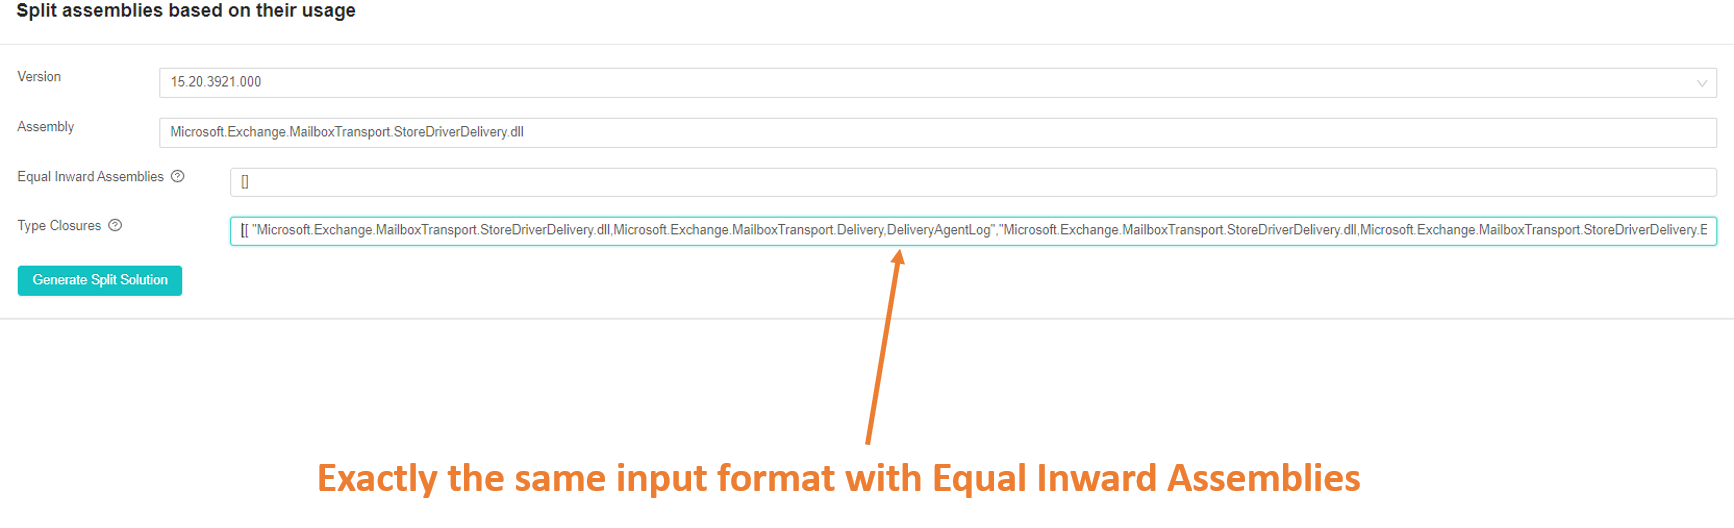 Split assemblies based on their usage
Version
15.20.3921.000
Assembly
Microsoft.Exchange.MailboxTransport.StoreDriverDelivery.dll
Equal Inward Assemblies
[]
Type Closures
[[ "Microsoft.Exchange.MailboxTransport.StoreDriverDelivery.dll,Microsoft.Exchange.MailboxTransport.Delivery,DeliveryAgentLog","Microsoft.Exchange.MailboxTransport.StoreDriverDelivery.dll,Microsoft.Exchange.MailboxTransport.StoreDriverDelivery.E
Generate Split Solution
Exactly the same input format with Equal Inward Assemblies